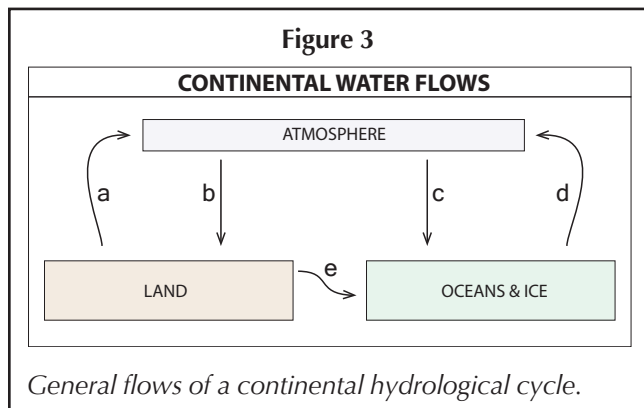 Figure 3
CONTINENTAL WATER FLOWS
ATMOSPHERE
a
b
c
d
e
LAND
OCEANS & ICE
General flows of a continental hydrological cycle.